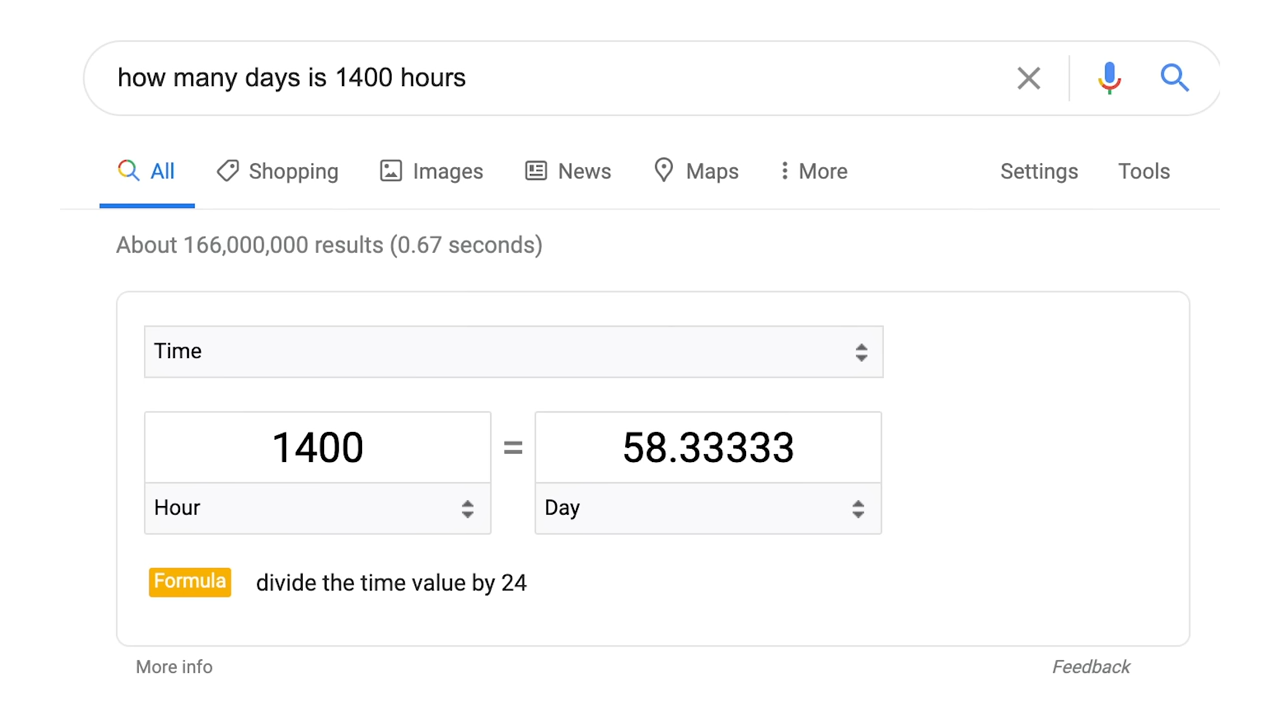 how many days is 1400 hours
All Shopping Images News Maps More Settings Tools
About 166,000,000 results (0.67 seconds)
Time
1400 = 58.33333
Hour Day
Formula divide the time value by 24
More info Feedback